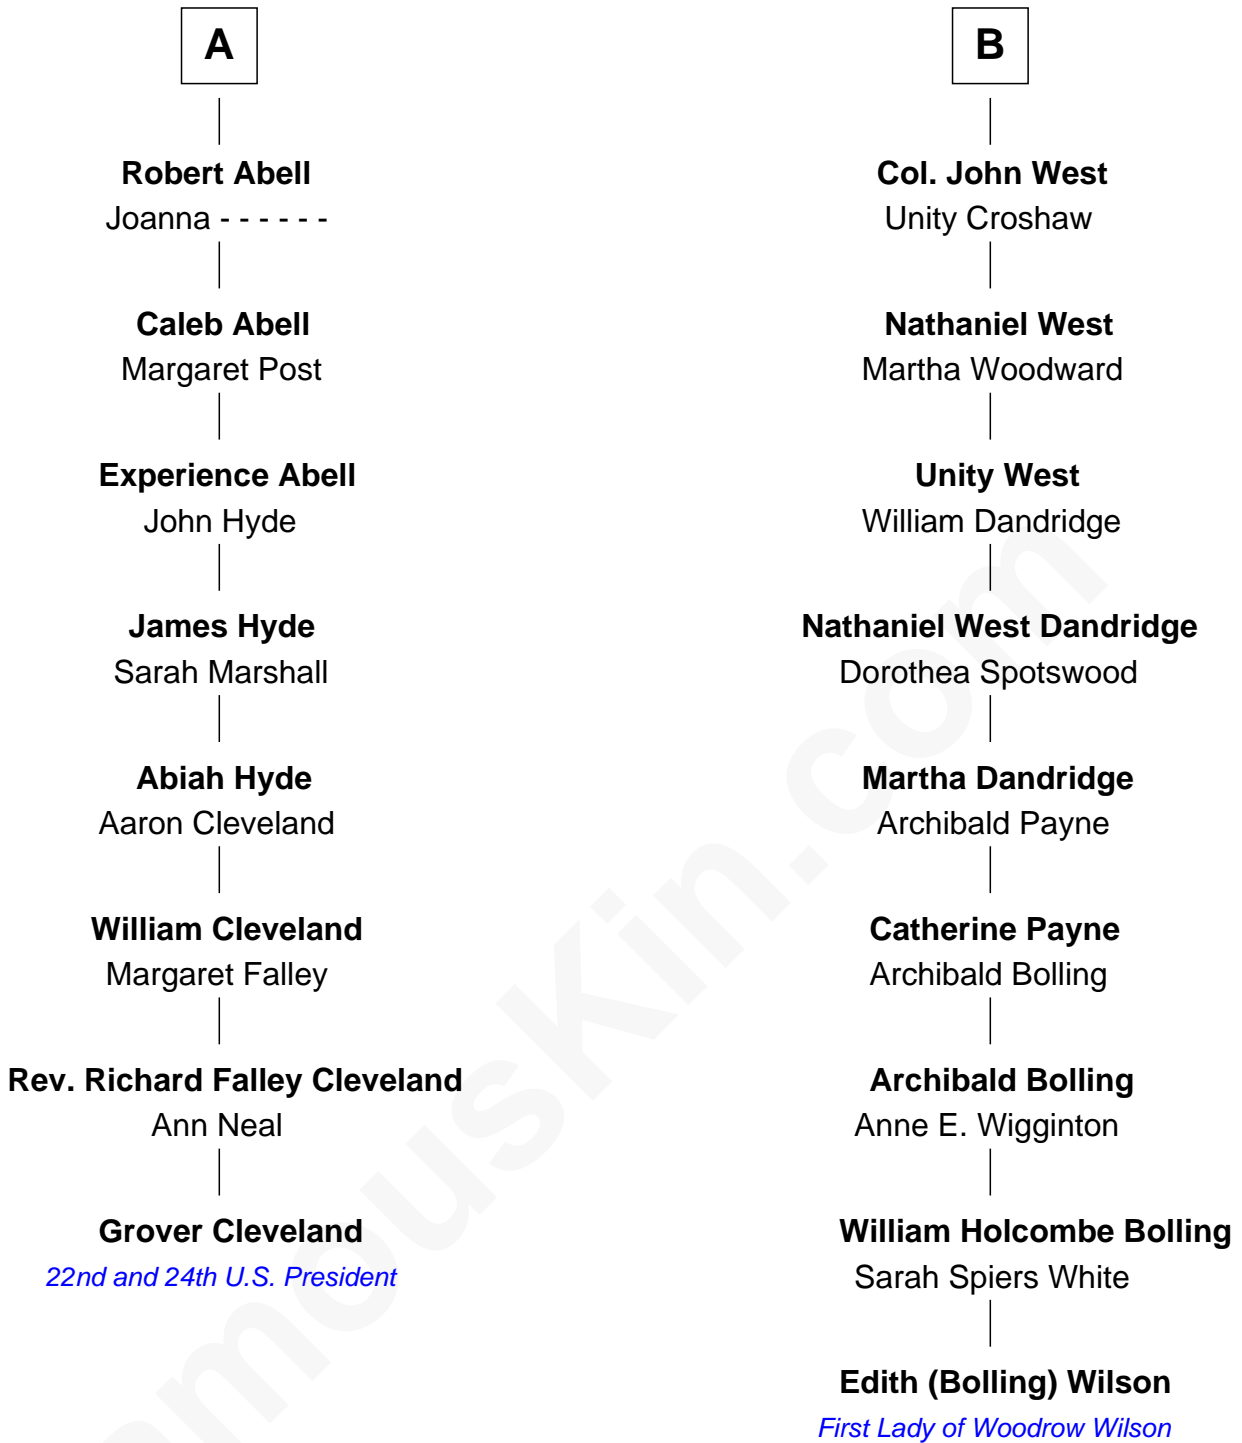 A
Robert Abell
Joanna - - - - - -
Caleb Abell
Margaret Post
Experience Abell
John Hyde
James Hyde
Sarah Marshall
Abiah Hyde
Aaron Cleveland
William Cleveland
Margaret Falley
Rev. Richard Falley Cleveland
Ann Neal
Grover Cleveland
22nd and 24th U.S. President
B
Col. John West
Unity Croshaw
Nathaniel West
Martha Woodward
Unity West
William Dandridge
Nathaniel West Dandridge
Dorothea Spotswood
Martha Dandridge
Archibald Payne
Catherine Payne
Archibald Bolling
Archibald Bolling
Anne E. Wigginton
William Holcombe Bolling
Sarah Spiers White
Edith (Bolling) Wilson
First Lady of Woodrow Wilson
amousKin.com